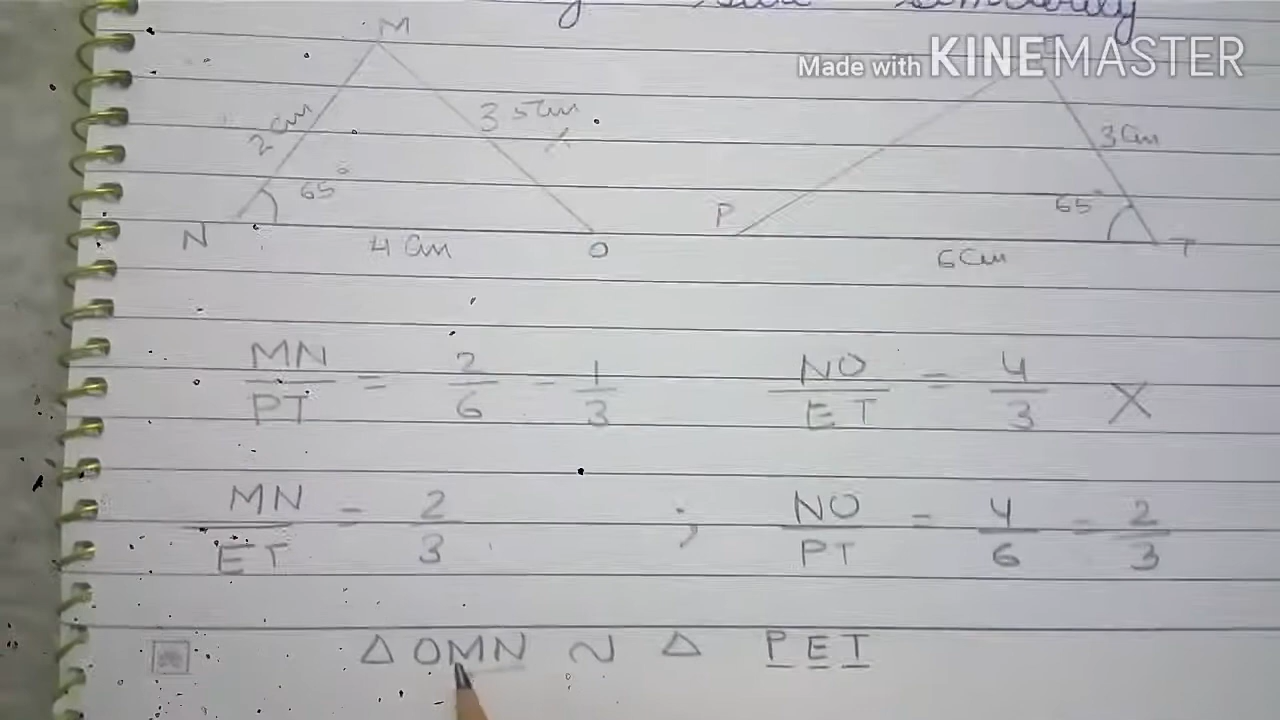 similarity
Made with KINEMASTER
M
2 cm
3 5 cm
3 cm
65°
65°
N
4 cm
O
P
6 cm
T
MN/PT = 2/6 = 1/3 NO/ET = 4/3 X
MN/ET = 2/3 ; NO/PT = 4/6 = 2/3
Δ OMN ~ Δ PET